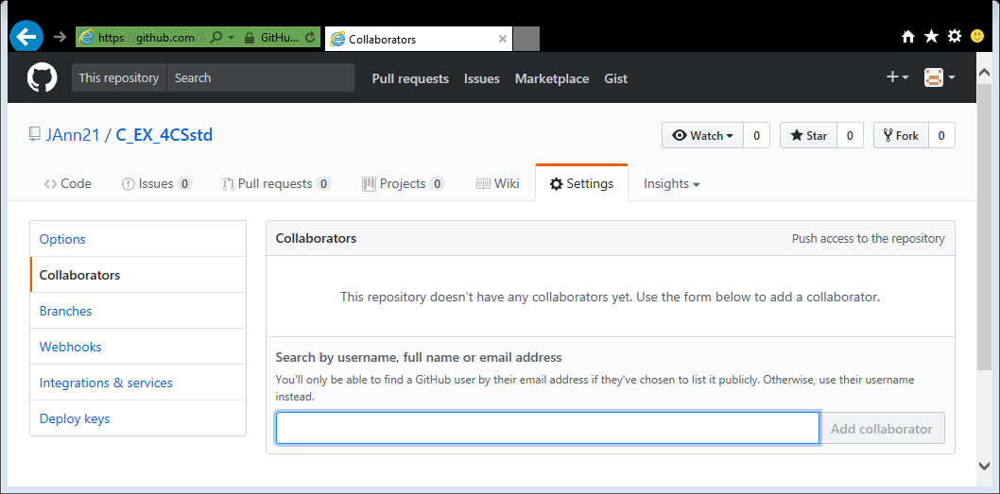 https://github.com/J GitHu... Collaborators
This repository Search Pull requests Issues Marketplace Gist
JAnn21 / C_EX_4CSstd Watch 0 Star 0 Fork 0
Code Issues 0 Pull requests 0 Projects 0 Wiki Settings Insights
Options
Collaborators
Branches
Webhooks
Integrations & services
Deploy keys
Collaborators Push access to the repository
This repository doesn't have any collaborators yet. Use the form below to add a collaborator.
Search by username, full name or email address
You'll only be able to find a GitHub user by their email address if they've chosen to list it publicly. Otherwise, use their username
instead.
Add collaborator